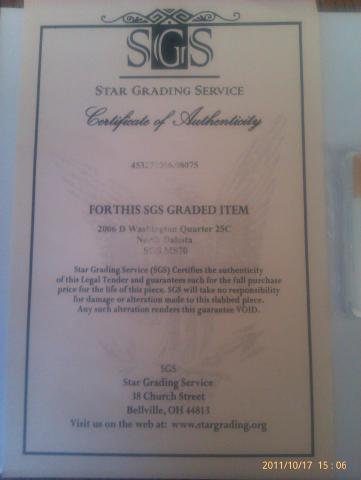 SGS
STAR GRADING SERVICE
Certificate of Authenticity
FOR THIS SGS GRADED ITEM
2006 D Washington Quarter 25C
North Dakota
SGS MS70
Star Grading Service (SGS) Certifies the authenticity
of this Legal Tender and guarantees such for the full purchase
price for the life of this piece. SGS will take no responsibility
for damage or alteration made to this slabbed piece.
Any such alteration renders this guarantee VOID.
SGS
Star Grading Service
38 Church Street
Bellville, OH 44813
Visit us on the web at: www.stargrading.org
2011/10/17 15:06